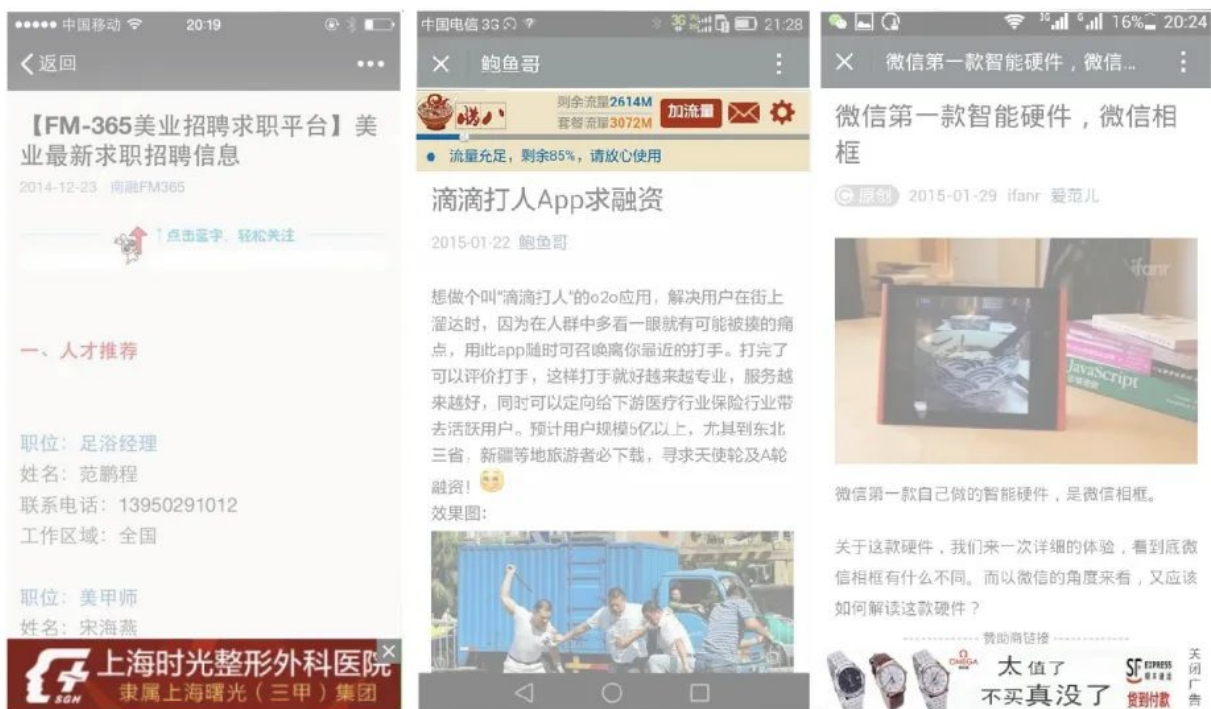 中国移动
20:19
返回
【FM-365美业招聘求职平台】美
业最新求职招聘信息
2014-12-23 南融FM365
点击蓝字，轻松关注
一、人才推荐
职位：足浴经理
姓名：范鹏程
联系电话：13950291012
工作区域：全国
职位：美甲师
姓名：宋海燕
上海时光整形外科医院
隶属上海曙光（三甲）集团
SGH
中国电信 3G
3G
21:28
鲍鱼哥
剩余流量2614M
套餐流量3072M
加流量
流量充足，剩余85%，请放心使用
滴滴打人App求融资
2015-01-22 鲍鱼哥
想做个叫“滴滴打人”的o2o应用，解决用户在街上
溜达时，因为在人群中多看一眼就有可能被揍的痛
点，用此app随时可召唤离你最近的打手。打完了
可以评价打手，这样打手就好越来越专业，服务越
来越好，同时可以定向给下游医疗行业保险行业带
去活跃用户。预计用户规模5亿以上，尤其到东北
三省，新疆等地旅游者必下载，寻求天使轮及A轮
融资！
效果图：
3G G 16% 20:24
微信第一款智能硬件，微信...
微信第一款智能硬件，微信相
框
原创 2015-01-29 ifanr 爱范儿
ifanr
JavaScript
微信第一款自己做的智能硬件，是微信相框。
关于这款硬件，我们来一次详细的体验，看到底微
信相框有什么不同。而以微信的角度来看，又应该
如何解读这款硬件？
赞助商链接
OMEGA
太值了
不买真没了
SF EXPRESS
顺丰速运
货到付款
关闭广告